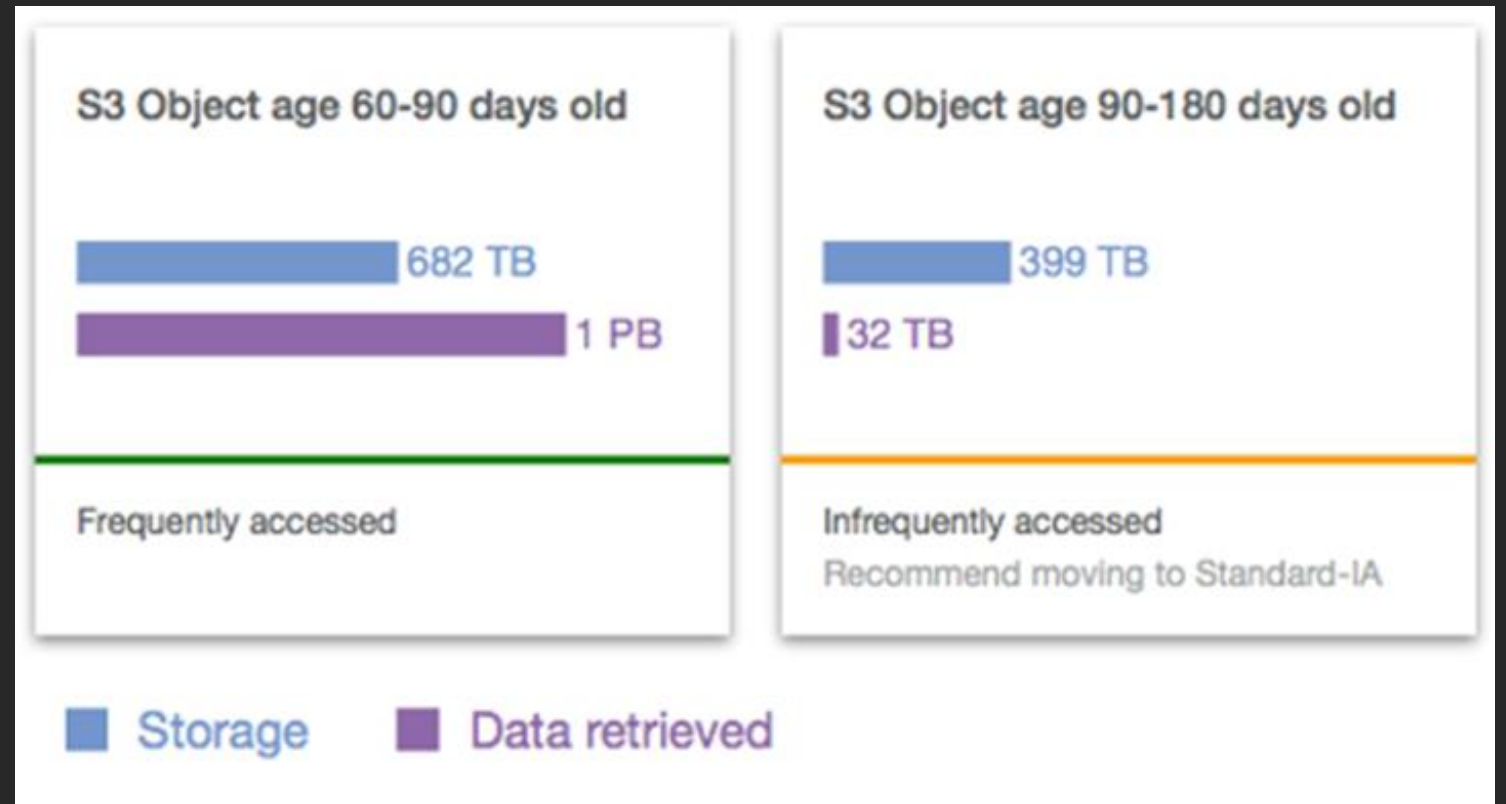 S3 Object age 60-90 days old
682 TB
1 PB
Frequently accessed
S3 Object age 90-180 days old
399 TB
32 TB
Infrequently accessed
Recommend moving to Standard-IA
Storage
Data retrieved